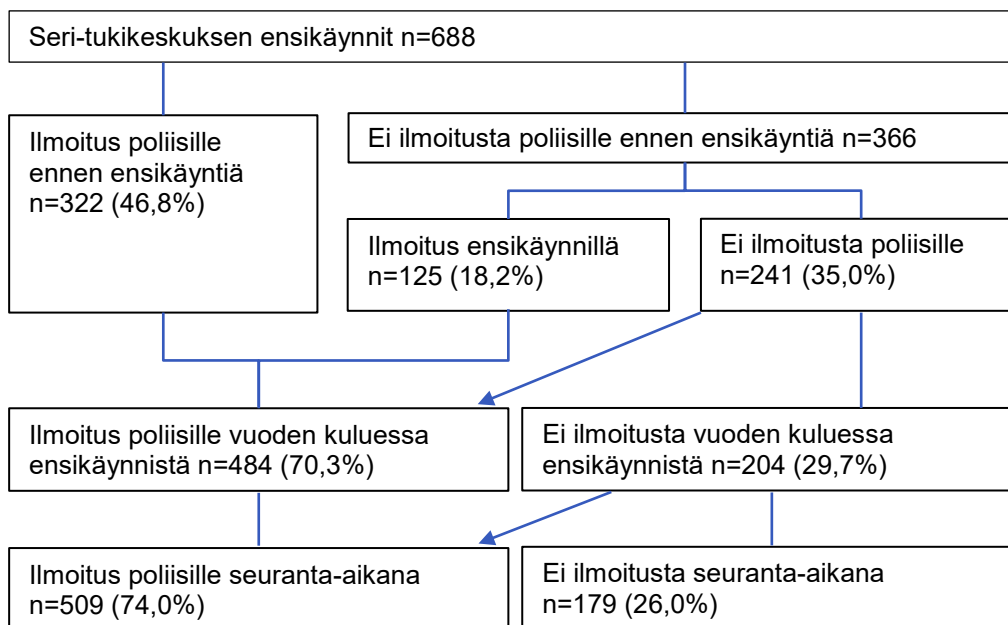 Seri-tukikeskuksen ensikäynnit n=688
Ilmoitus poliisille
ennen ensikäyntiä
n=322 (46,8%)
Ei ilmoitusta poliisille ennen ensikäyntiä n=366
Ilmoitus ensikäynnillä
n=125 (18,2%)
Ei ilmoitusta poliisille
n=241 (35,0%)
Ilmoitus poliisille vuoden kuluessa
ensikäynnistä n=484 (70,3%)
Ei ilmoitusta vuoden kuluessa
ensikäynnistä n=204 (29,7%)
Ilmoitus poliisille seuranta-aikana
n=509 (74,0%)
Ei ilmoitusta seuranta-aikana
n=179 (26,0%)